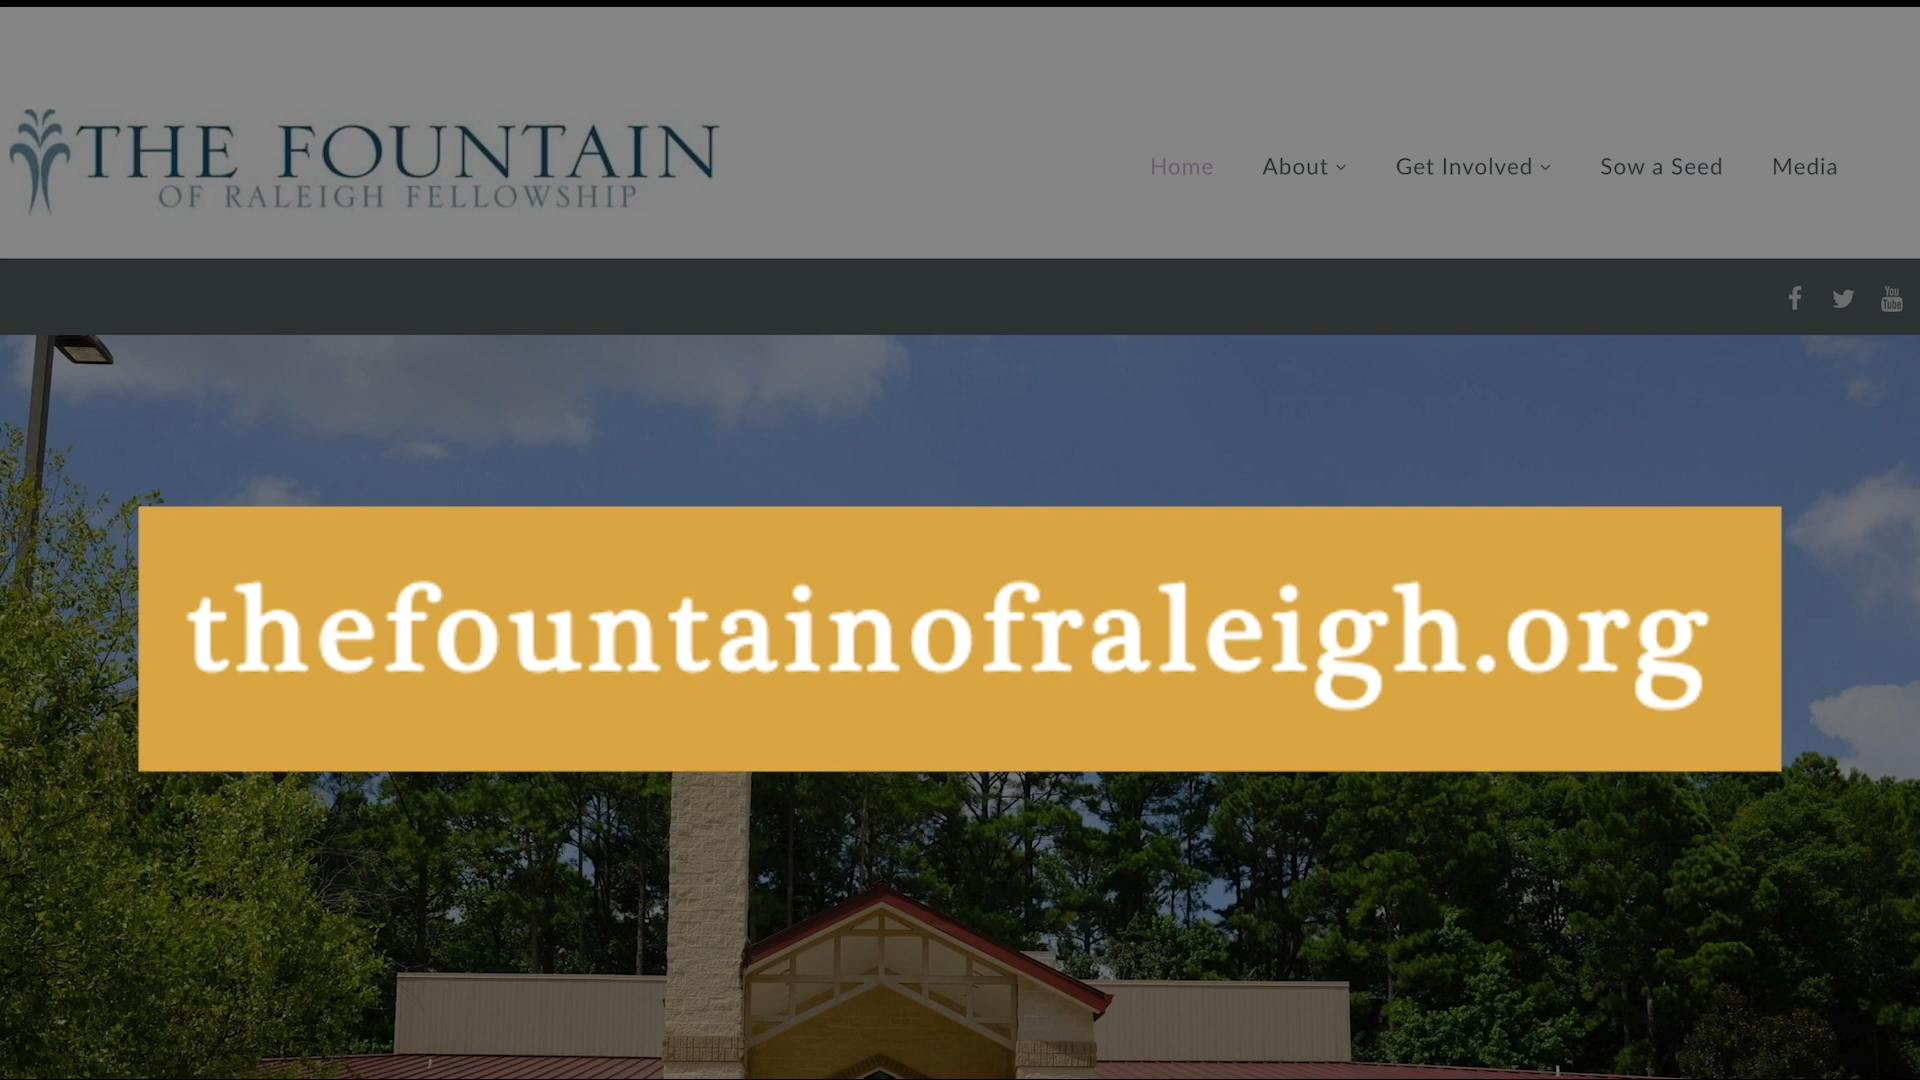 THE FOUNTAIN
OF RALEIGH FELLOWSHIP
Home About Get Involved Sow a Seed Media
You
Tube
thefountainofraleigh.org